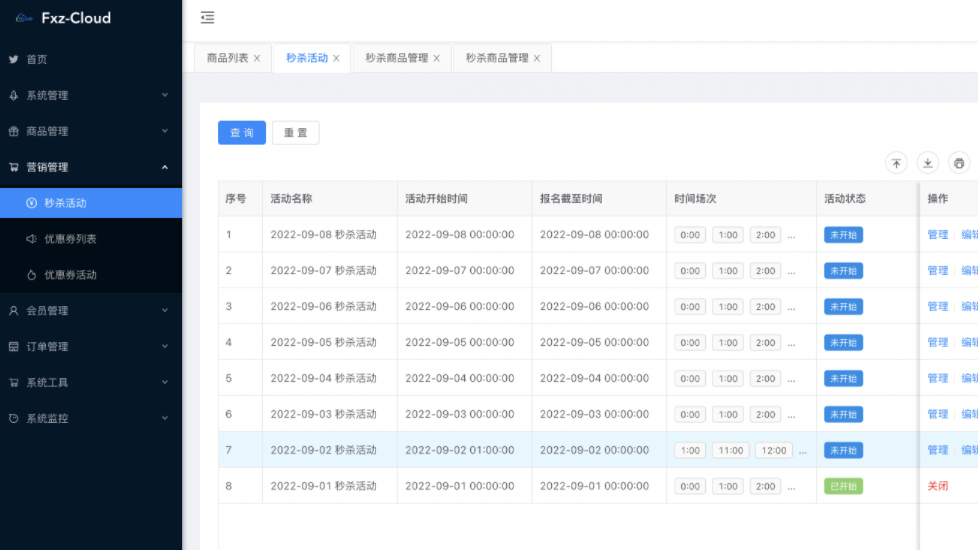 Fxz-Cloud
首页
系统管理
商品管理
营销管理
秒杀活动
优惠券列表
优惠券活动
会员管理
订单管理
系统工具
系统监控
商品列表 秒杀活动 秒杀商品管理 秒杀商品管理
查 询 重 置
序号 活动名称 活动开始时间 报名截至时间 时间场次 活动状态 操作
1 2022-09-08 秒杀活动 2022-09-08 00:00:00 2022-09-08 00:00:00 0:00 1:00 2:00 ... 未开始 管理 编辑
2 2022-09-07 秒杀活动 2022-09-07 00:00:00 2022-09-07 00:00:00 0:00 1:00 2:00 ... 未开始 管理 编辑
3 2022-09-06 秒杀活动 2022-09-06 00:00:00 2022-09-06 00:00:00 0:00 1:00 2:00 ... 未开始 管理 编辑
4 2022-09-05 秒杀活动 2022-09-05 00:00:00 2022-09-05 00:00:00 0:00 1:00 2:00 ... 未开始 管理 编辑
5 2022-09-04 秒杀活动 2022-09-04 00:00:00 2022-09-04 00:00:00 0:00 1:00 2:00 ... 未开始 管理 编辑
6 2022-09-03 秒杀活动 2022-09-03 00:00:00 2022-09-03 00:00:00 0:00 1:00 2:00 ... 未开始 管理 编辑
7 2022-09-02 秒杀活动 2022-09-02 01:00:00 2022-09-02 00:00:00 1:00 11:00 12:00 ... 未开始 管理 编辑
8 2022-09-01 秒杀活动 2022-09-01 00:00:00 2022-09-01 00:00:00 0:00 1:00 2:00 ... 已开始 关闭